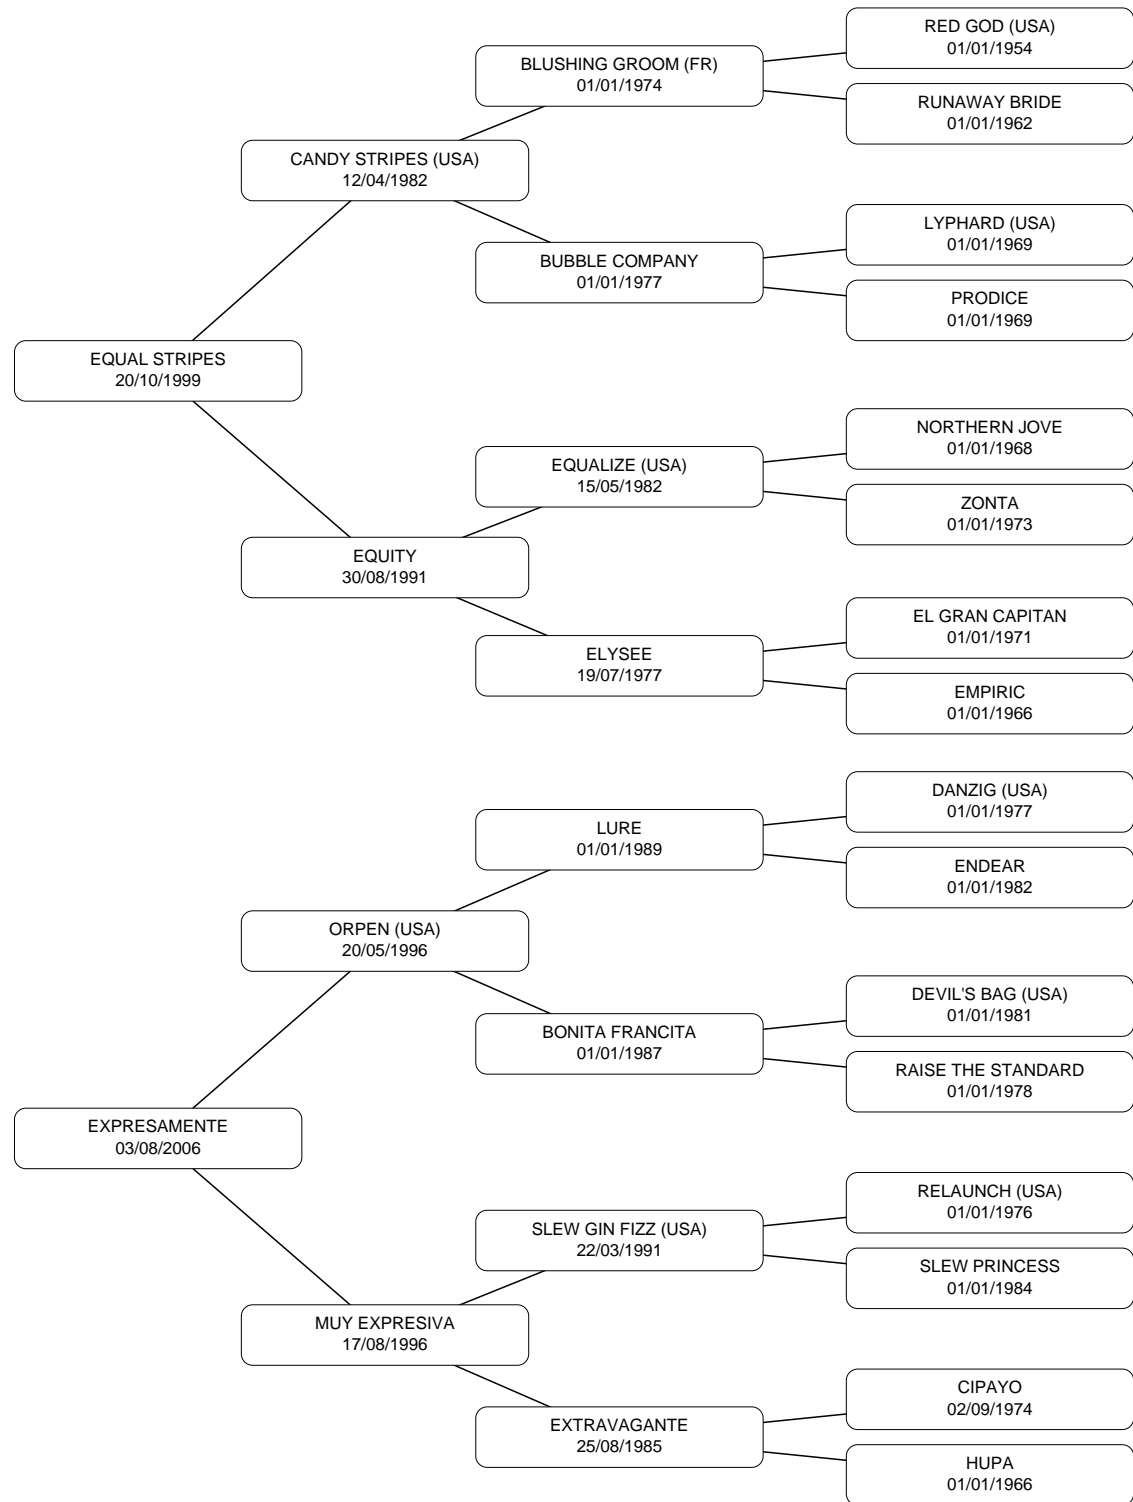 RED GOD (USA)
01/01/1954
BLUSHING GROOM (FR)
01/01/1974
RUNAWAY BRIDE
01/01/1962
CANDY STRIPES (USA)
12/04/1982
LYPHARD (USA)
01/01/1969
BUBBLE COMPANY
01/01/1977
PRODICE
01/01/1969
EQUAL STRIPES
20/10/1999
NORTHERN JOVE
01/01/1968
EQUALIZE (USA)
15/05/1982
ZONTA
01/01/1973
EQUITY
30/08/1991
EL GRAN CAPITAN
01/01/1971
ELYSEE
19/07/1977
EMPIRIC
01/01/1966
DANZIG (USA)
01/01/1977
LURE
01/01/1989
ENDEAR
01/01/1982
ORPEN (USA)
20/05/1996
DEVIL'S BAG (USA)
01/01/1981
BONITA FRANCITA
01/01/1987
RAISE THE STANDARD
01/01/1978
EXPRESAMENTE
03/08/2006
RELAUNCH (USA)
01/01/1976
SLEW GIN FIZZ (USA)
22/03/1991
SLEW PRINCESS
01/01/1984
MUY EXPRESIVA
17/08/1996
CIPAYO
02/09/1974
EXTRAVAGANTE
25/08/1985
HUPA
01/01/1966